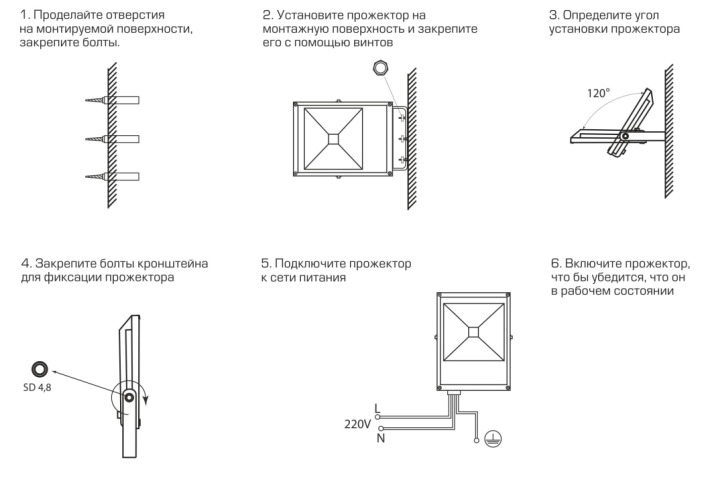 1. Проделайте отверстия
на монтируемой поверхности,
закрепите болты.
2. Установите прожектор на
монтажную поверхность и закрепите
его с помощью винтов
3. Определите угол
установки прожектора
120°
4. Закрепите болты кронштейна
для фиксации прожектора
SD 4,8
5. Подключите прожектор
к сети питания
L
220V
N
6. Включите прожектор,
что бы убедится, что он
в рабочем состоянии